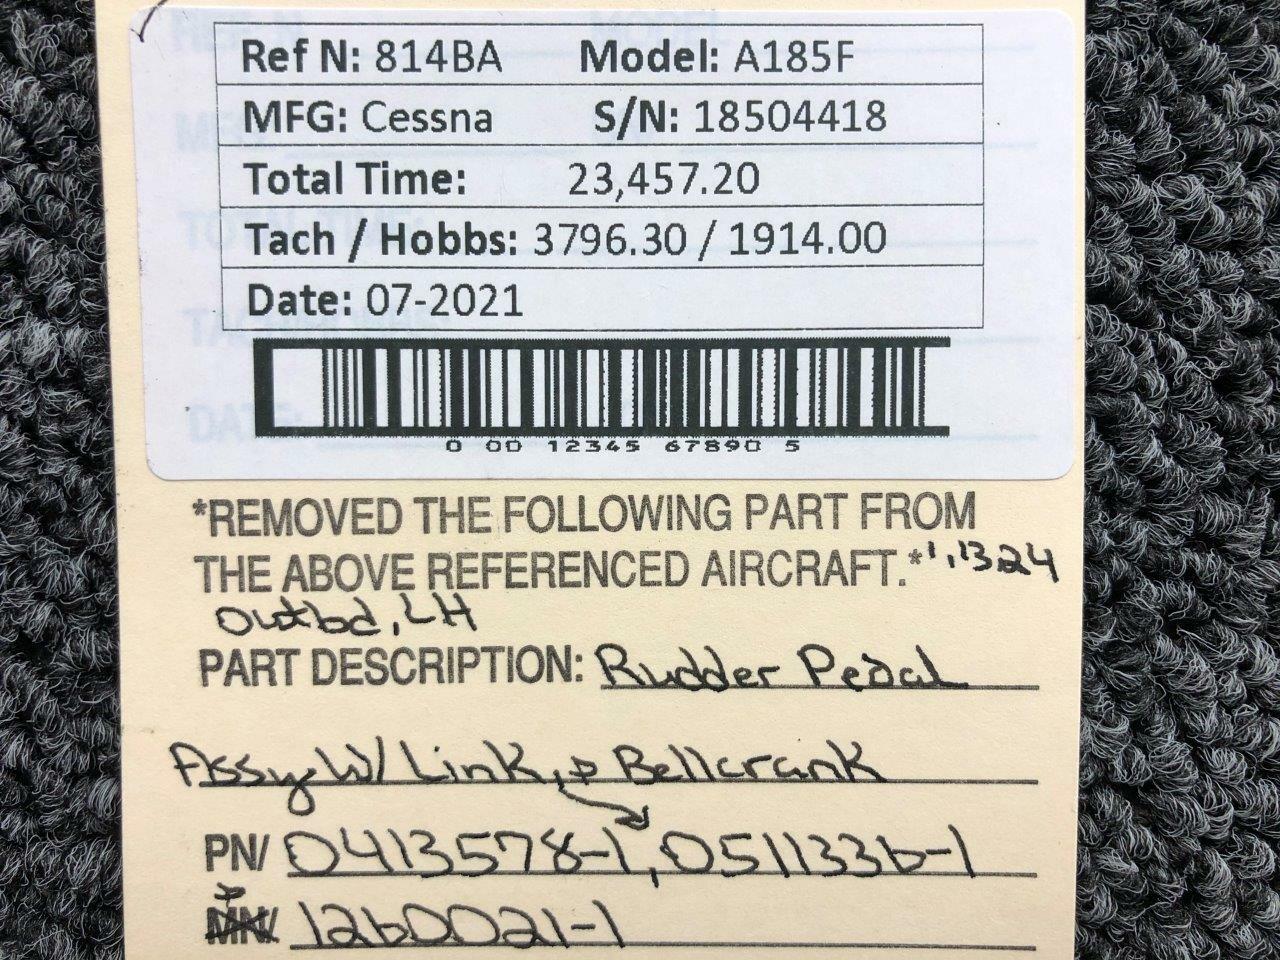 Ref N: 814BA Model: A185F
MFG: Cessna S/N: 18504418
Total Time: 23,457.20
Tach / Hobbs: 3796.30 / 1914.00
Date: 07-2021
0 00 12345 67890 5
*REMOVED THE FOLLOWING PART FROM
THE ABOVE REFERENCED AIRCRAFT.* 1,1324
Outbd, LH
PART DESCRIPTION: Rudder Pedal
Assy W/ Link, & Bellcrank
PN/ 0413578-1, 0511336-1
MN/ 1260021-1